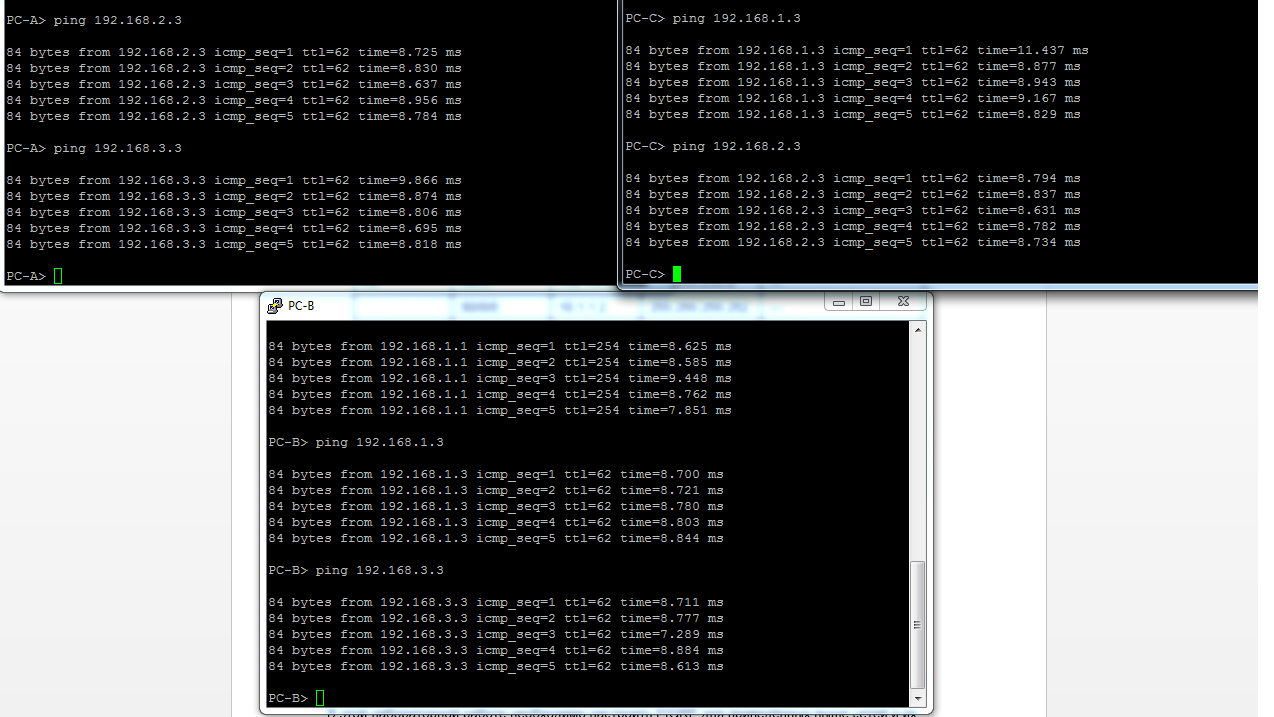 PC-A> ping 192.168.2.3
84 bytes from 192.168.2.3 icmp_seq=1 ttl=62 time=8.725 ms
84 bytes from 192.168.2.3 icmp_seq=2 ttl=62 time=8.830 ms
84 bytes from 192.168.2.3 icmp_seq=3 ttl=62 time=8.637 ms
84 bytes from 192.168.2.3 icmp_seq=4 ttl=62 time=8.956 ms
84 bytes from 192.168.2.3 icmp_seq=5 ttl=62 time=8.784 ms
PC-A> ping 192.168.3.3
84 bytes from 192.168.3.3 icmp_seq=1 ttl=62 time=9.866 ms
84 bytes from 192.168.3.3 icmp_seq=2 ttl=62 time=8.874 ms
84 bytes from 192.168.3.3 icmp_seq=3 ttl=62 time=8.806 ms
84 bytes from 192.168.3.3 icmp_seq=4 ttl=62 time=8.695 ms
84 bytes from 192.168.3.3 icmp_seq=5 ttl=62 time=8.818 ms
PC-A>
PC-C> ping 192.168.1.3
84 bytes from 192.168.1.3 icmp_seq=1 ttl=62 time=11.437 ms
84 bytes from 192.168.1.3 icmp_seq=2 ttl=62 time=8.877 ms
84 bytes from 192.168.1.3 icmp_seq=3 ttl=62 time=8.943 ms
84 bytes from 192.168.1.3 icmp_seq=4 ttl=62 time=9.167 ms
84 bytes from 192.168.1.3 icmp_seq=5 ttl=62 time=8.829 ms
PC-C> ping 192.168.2.3
84 bytes from 192.168.2.3 icmp_seq=1 ttl=62 time=8.794 ms
84 bytes from 192.168.2.3 icmp_seq=2 ttl=62 time=8.837 ms
84 bytes from 192.168.2.3 icmp_seq=3 ttl=62 time=8.631 ms
84 bytes from 192.168.2.3 icmp_seq=4 ttl=62 time=8.782 ms
84 bytes from 192.168.2.3 icmp_seq=5 ttl=62 time=8.734 ms
PC-C>
PC-B
84 bytes from 192.168.1.1 icmp_seq=1 ttl=254 time=8.625 ms
84 bytes from 192.168.1.1 icmp_seq=2 ttl=254 time=8.585 ms
84 bytes from 192.168.1.1 icmp_seq=3 ttl=254 time=9.448 ms
84 bytes from 192.168.1.1 icmp_seq=4 ttl=254 time=8.762 ms
84 bytes from 192.168.1.1 icmp_seq=5 ttl=254 time=7.851 ms
PC-B> ping 192.168.1.3
84 bytes from 192.168.1.3 icmp_seq=1 ttl=62 time=8.700 ms
84 bytes from 192.168.1.3 icmp_seq=2 ttl=62 time=8.721 ms
84 bytes from 192.168.1.3 icmp_seq=3 ttl=62 time=8.780 ms
84 bytes from 192.168.1.3 icmp_seq=4 ttl=62 time=8.803 ms
84 bytes from 192.168.1.3 icmp_seq=5 ttl=62 time=8.844 ms
PC-B> ping 192.168.3.3
84 bytes from 192.168.3.3 icmp_seq=1 ttl=62 time=8.711 ms
84 bytes from 192.168.3.3 icmp_seq=2 ttl=62 time=8.777 ms
84 bytes from 192.168.3.3 icmp_seq=3 ttl=62 time=7.289 ms
84 bytes from 192.168.3.3 icmp_seq=4 ttl=62 time=8.884 ms
84 bytes from 192.168.3.3 icmp_seq=5 ttl=62 time=8.613 ms
PC-B>